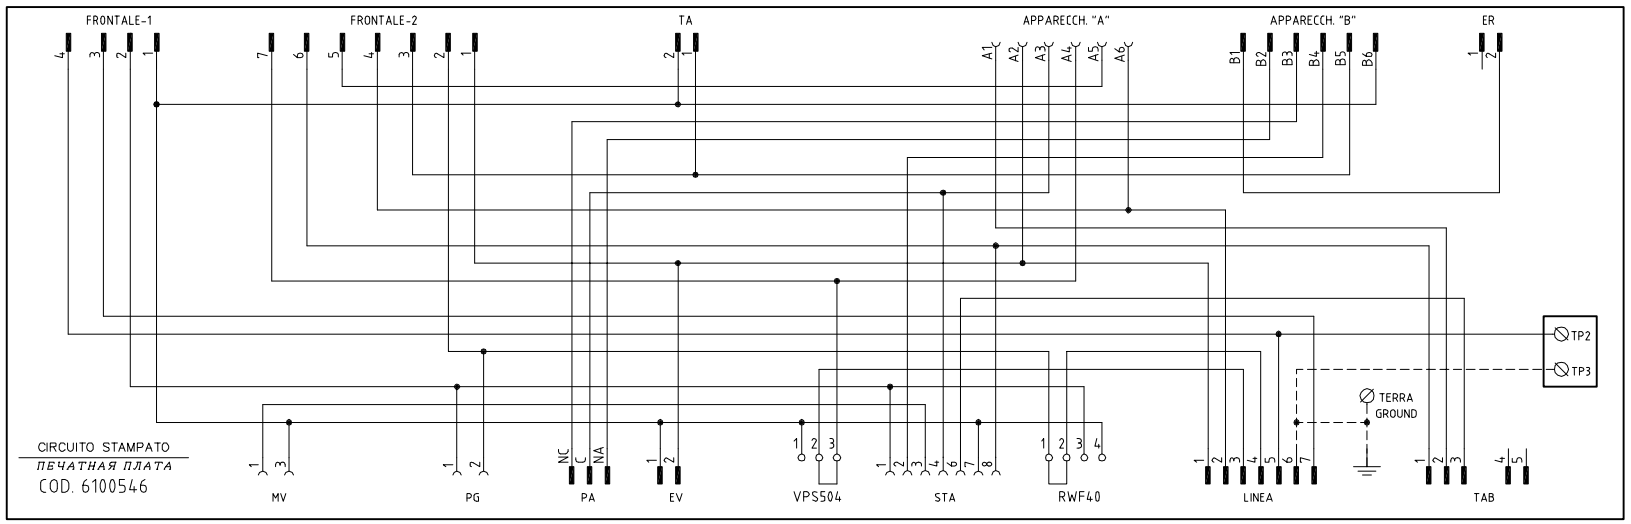 FRONTALE-1 FRONTALE-2 TA APPARECCH. "A" APPARECCH. "B" ER
4 3 2 1 7 6 5 4 3 2 1 2 1 A1 A2 A3 A4 A5 A6 B1 B2 B3 B4 B5 B6 1 2
TP2
TP3
TERRA
GROUND
CIRCUITO STAMPATO
ПЕЧАТНАЯ ПЛАТА
COD. 6100546
1 3 1 2 NC C NA 1 2 1 2 3 1 2 3 4 6 7 8 1 2 3 4 1 2 3 4 5 6 7 1 2 3 4 5
MV PG PA EV VPS504 STA RWF40 LINEA TAB